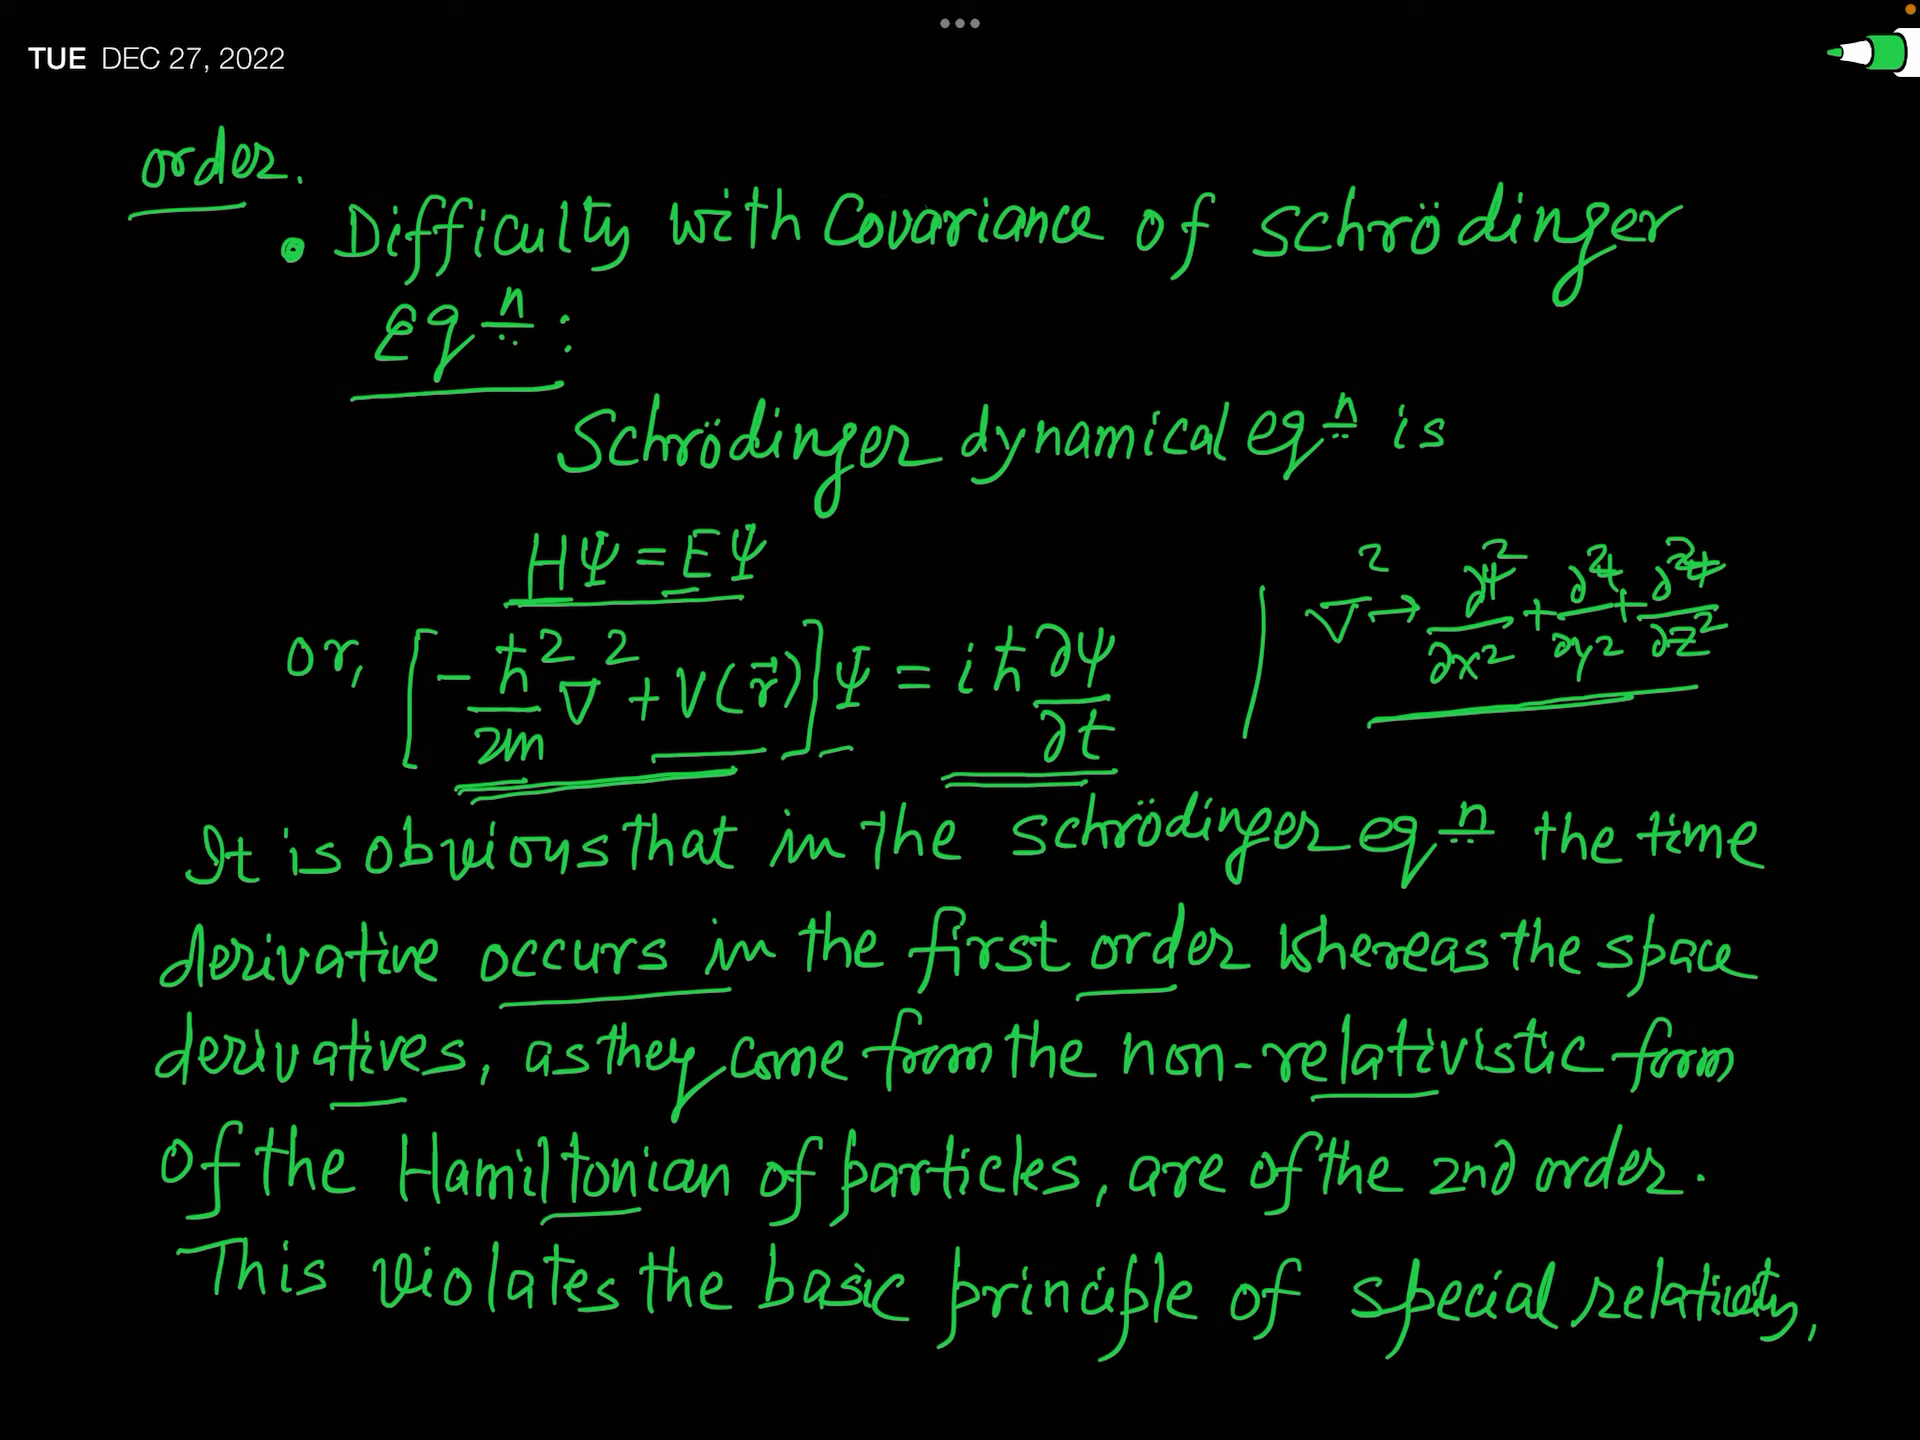 TUE DEC 27, 2022
order.
• Difficulty with Covariance of Schrödinger
Eqⁿ:
Schrödinger dynamical eqⁿ is
HΨ = EΨ
or, [-ħ²/2m ∇² + V(r⃗)]Ψ = iħ ∂ψ/∂t | ∇² → ∂²ψ/∂x² + ∂²ψ/∂y² + ∂²ψ/∂z²
It is obvious that in the Schrödinger eqⁿ the time
derivative occurs in the first order whereas the space
derivatives, as they come from the non-relativistic form
of the Hamiltonian of particles, are of the 2nd order.
This violates the basic principle of special relativity,